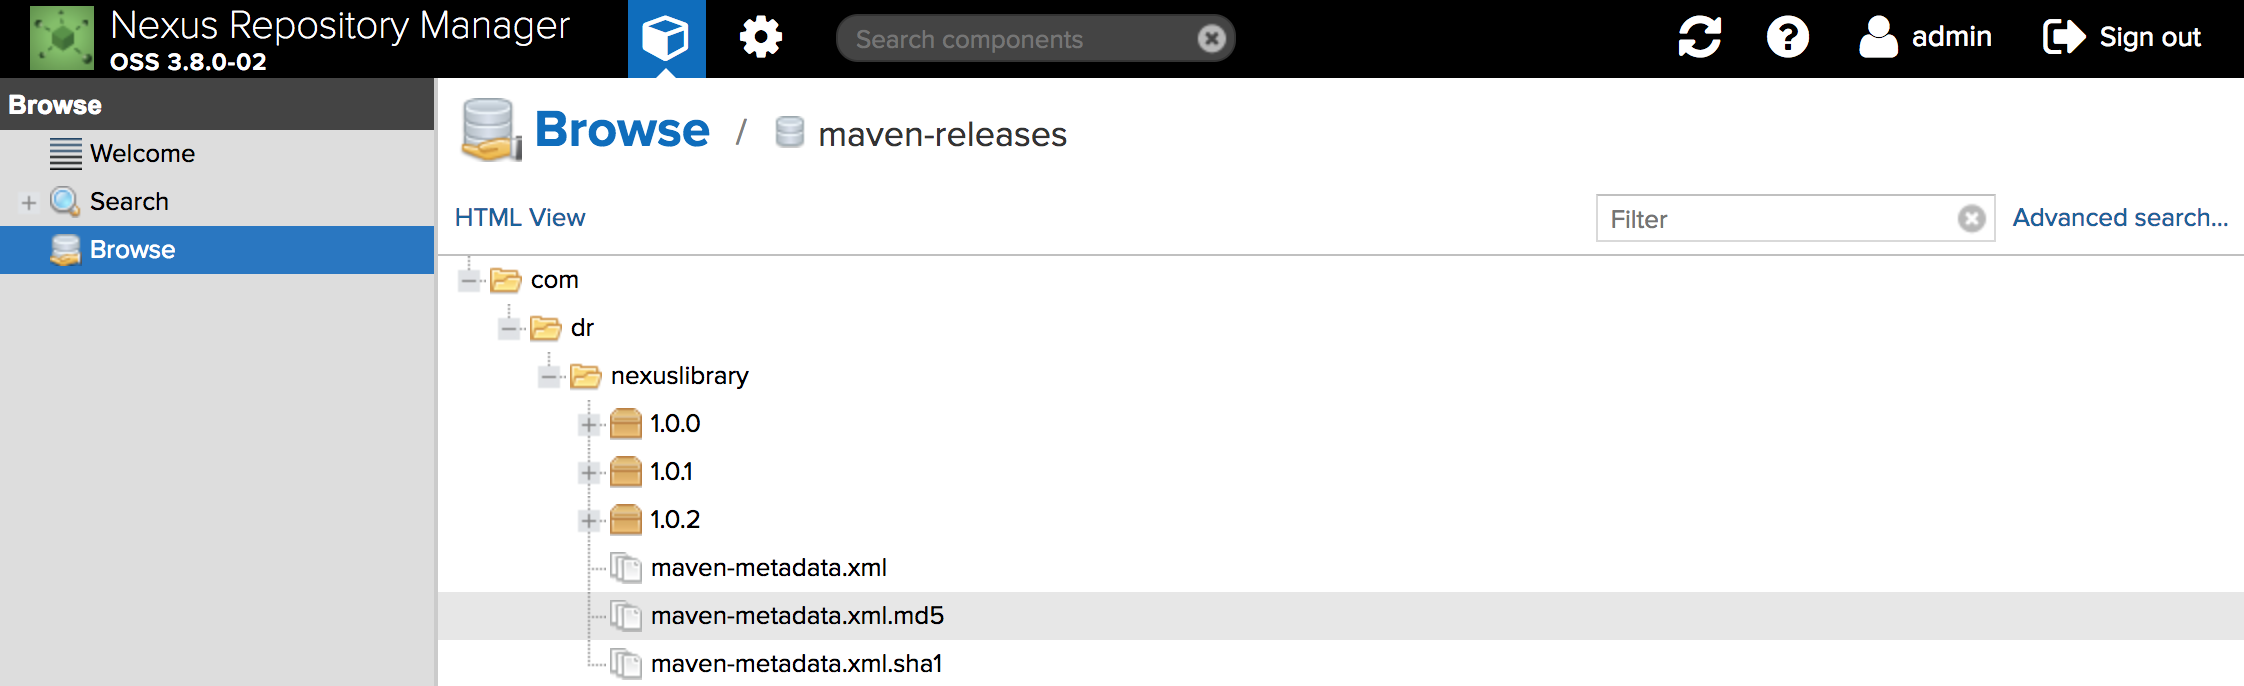 Nexus Repository Manager
OSS 3.8.0-02
Search components
admin
Sign out
Browse
Welcome
Search
Browse
Browse / maven-releases
HTML View
Filter
Advanced search...
com
dr
nexuslibrary
1.0.0
1.0.1
1.0.2
maven-metadata.xml
maven-metadata.xml.md5
maven-metadata.xml.sha1